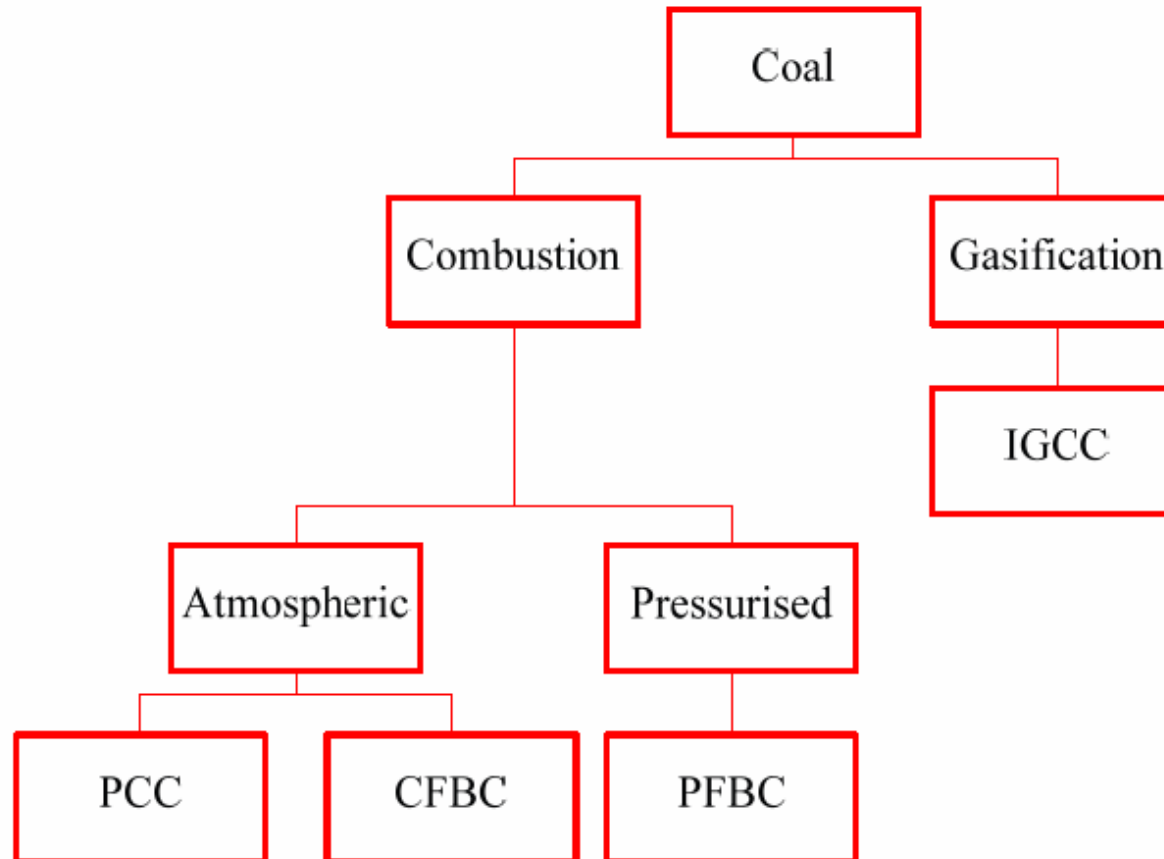 Coal
Combustion
Gasification
IGCC
Atmospheric
Pressurised
PCC
CFBC
PFBC